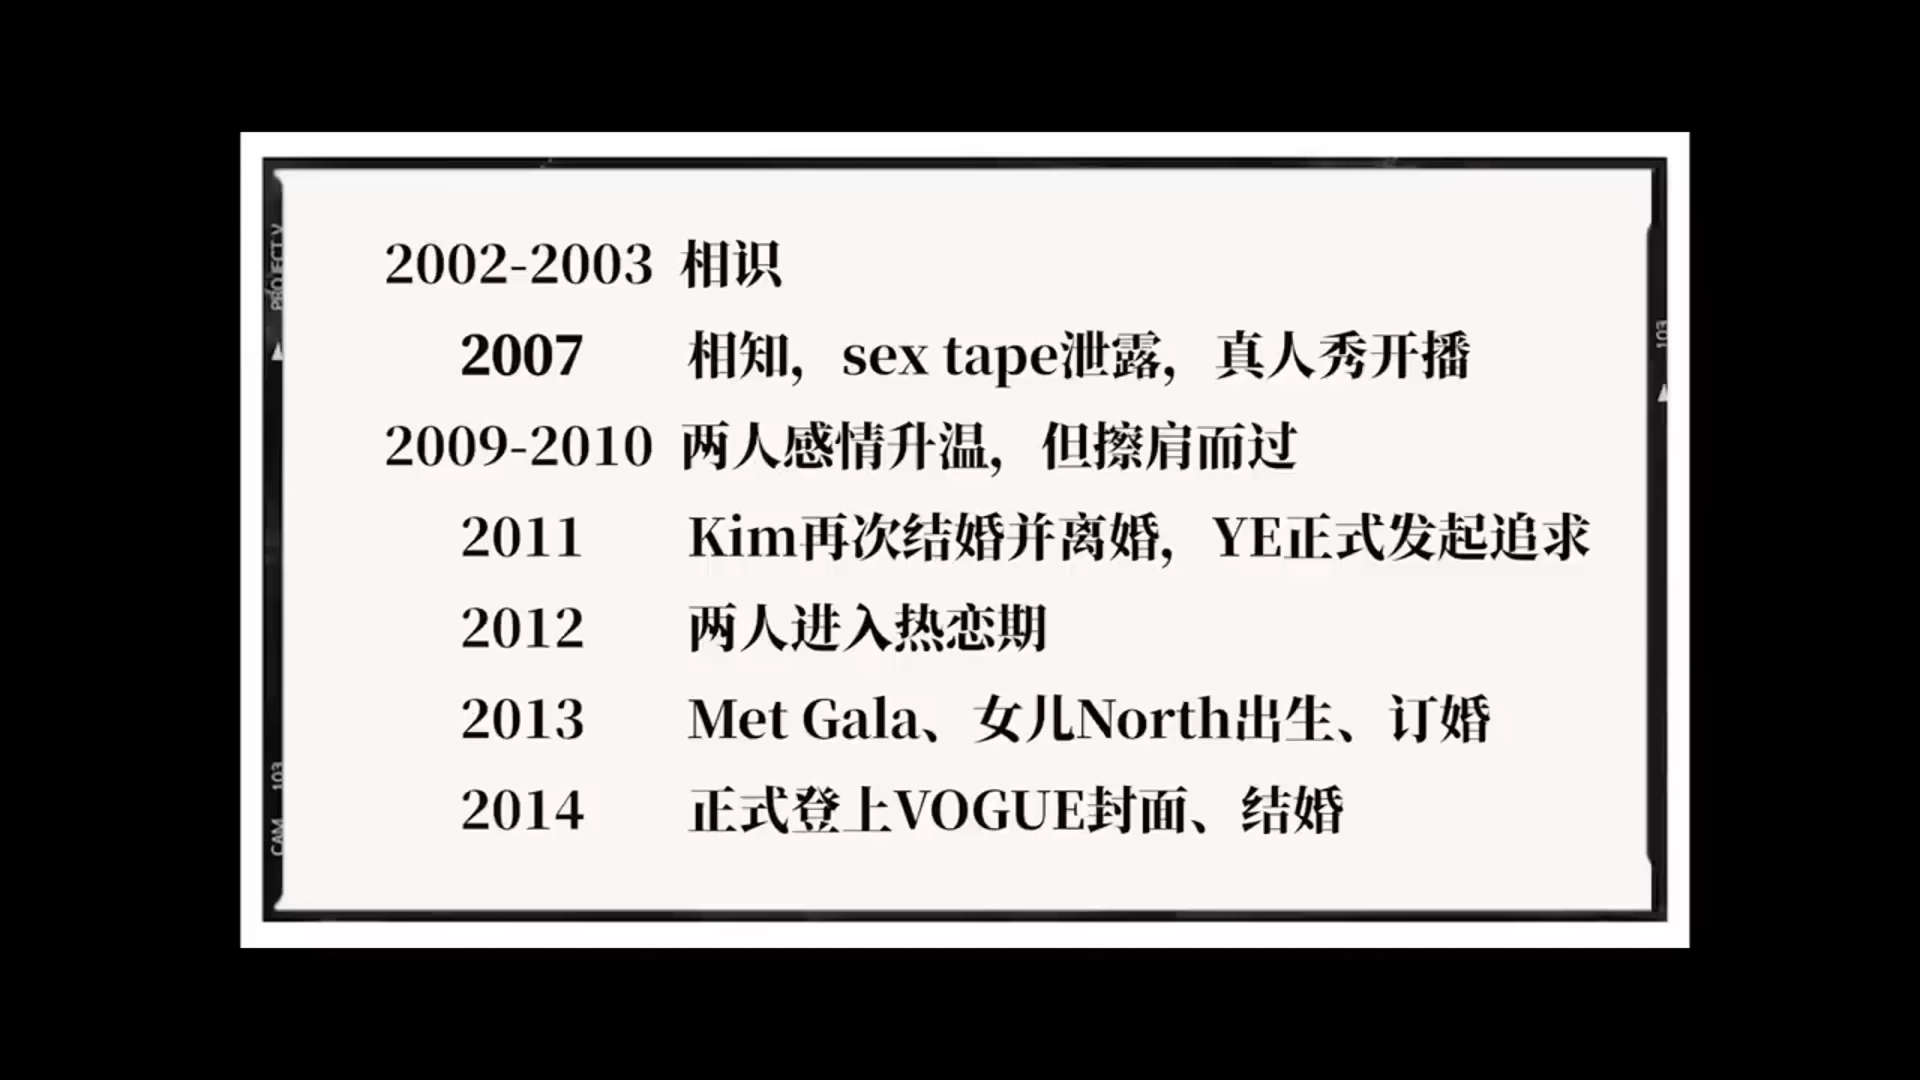 2002-2003 相识
2007 相知，sex tape泄露，真人秀开播
2009-2010 两人感情升温，但擦肩而过
2011 Kim再次结婚并离婚，YE正式发起追求
2012 两人进入热恋期
2013 Met Gala、女儿North出生、订婚
2014 正式登上VOGUE封面、结婚
PROJECT V
CAM 103
103